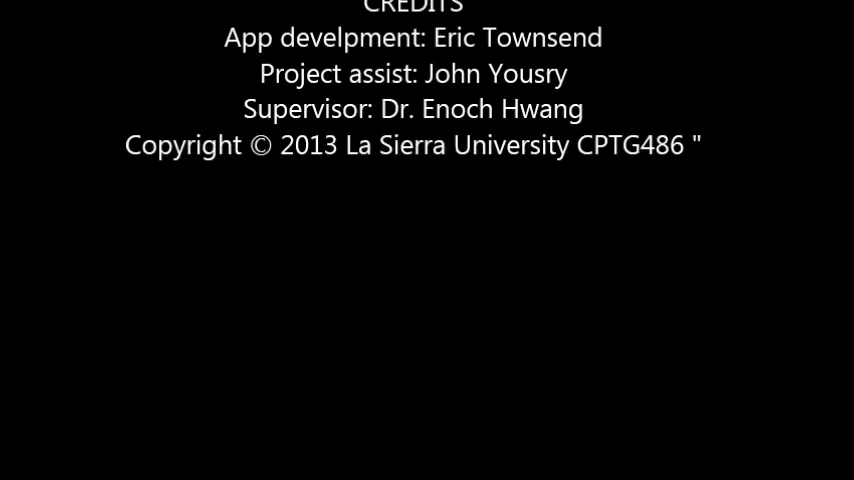 CREDITS
App develpment: Eric Townsend
Project assist: John Yousry
Supervisor: Dr. Enoch Hwang
Copyright © 2013 La Sierra University CPTG486 "